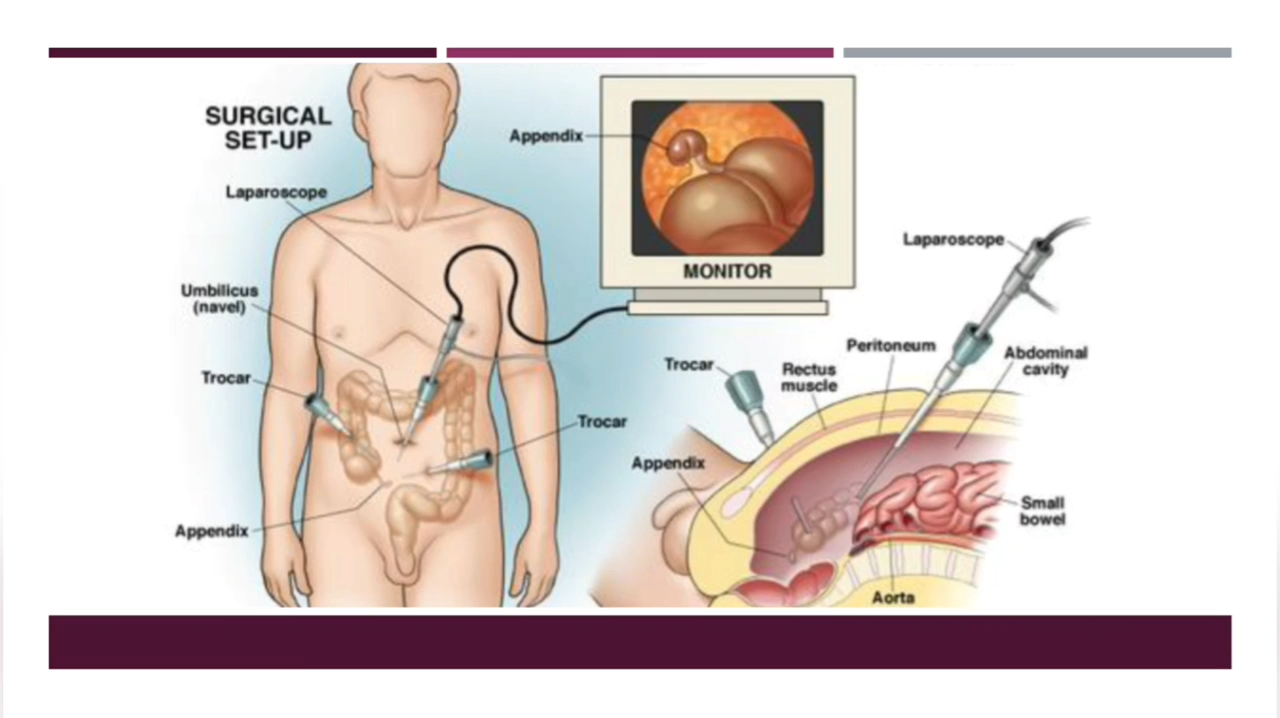 SURGICAL
SET-UP
Laparoscope
Umbilicus
(navel)
Trocar
Appendix
Trocar
Appendix
MONITOR
Laparoscope
Trocar
Rectus
muscle
Peritoneum
Abdominal
cavity
Appendix
Small
bowel
Aorta